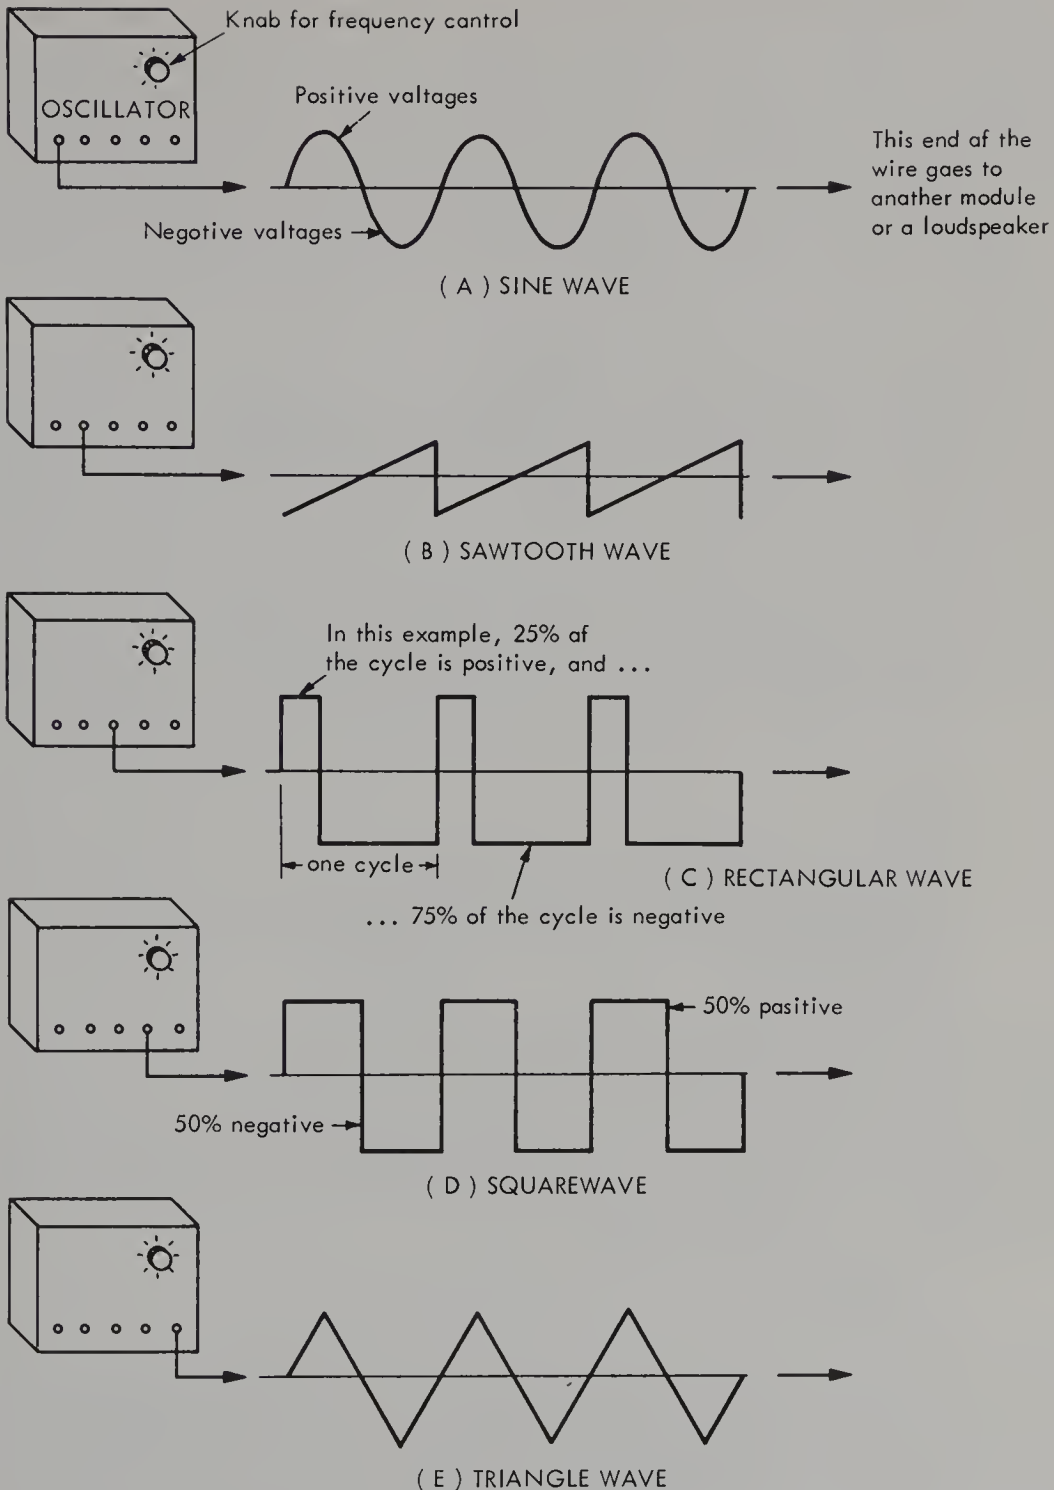 Knab for frequency cantrol
OSCILLATOR
Positive valtages
This end af the
wire gaes to
anather module
or a loudspeaker
Negotive valtages
( A ) SINE WAVE
( B ) SAWTOOTH WAVE
In this example, 25% af
the cycle is positive, and ...
one cycle
( C ) RECTANGULAR WAVE
... 75% of the cycle is negative
50% pasitive
50% negative
( D ) SQUAREWAVE
( E ) TRIANGLE WAVE